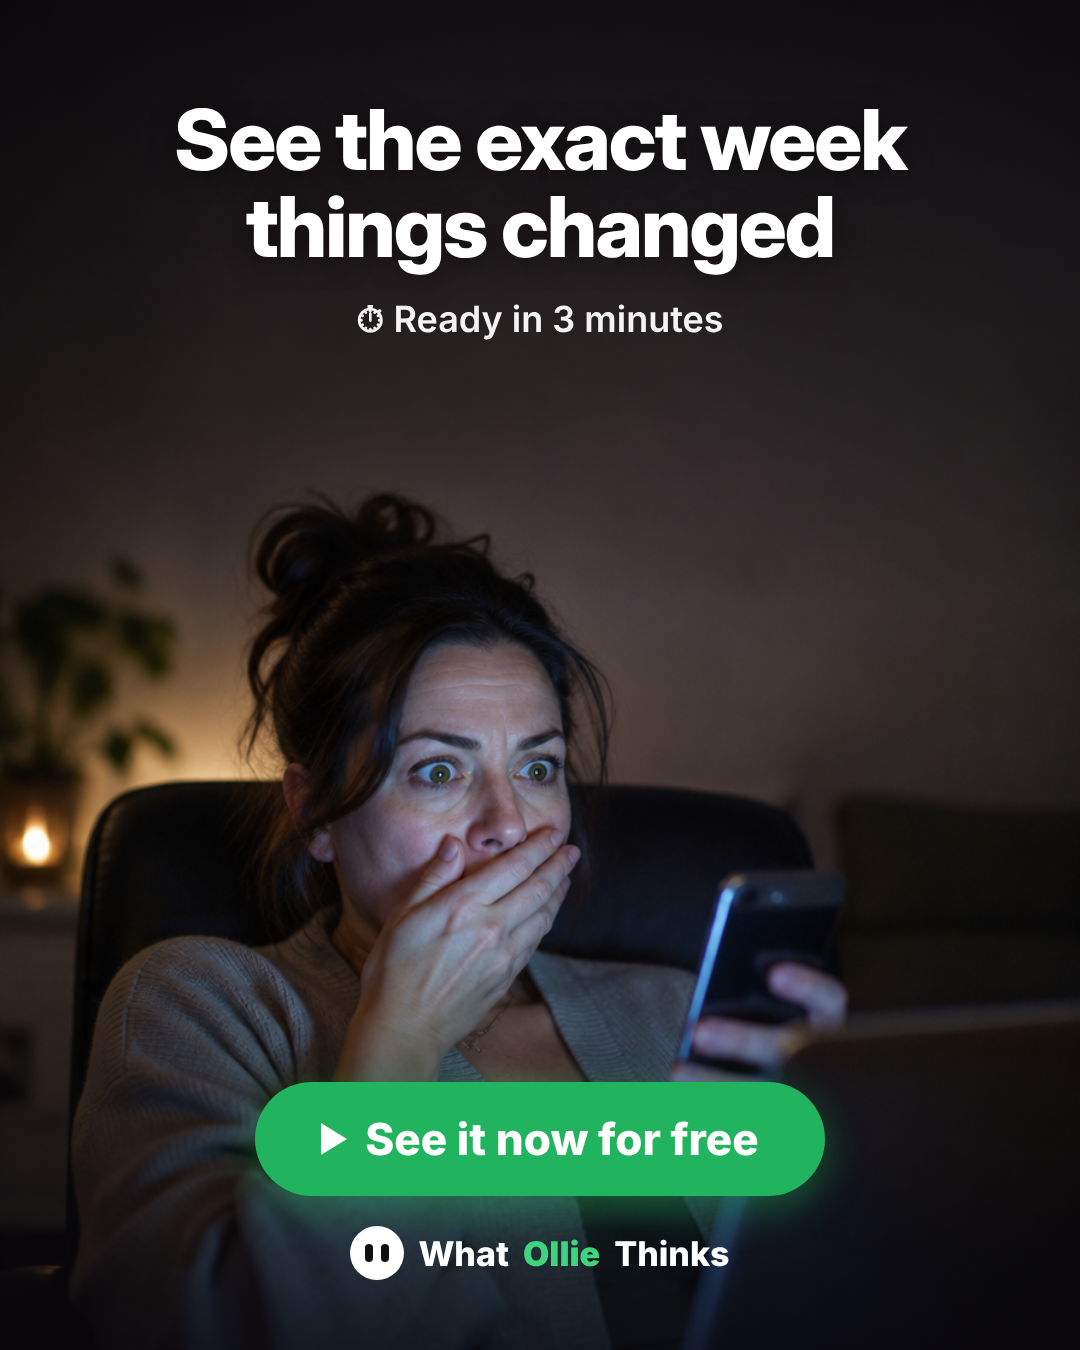 See the exact week
things changed
⏱ Ready in 3 minutes
▶ See it now for free
What Ollie Thinks